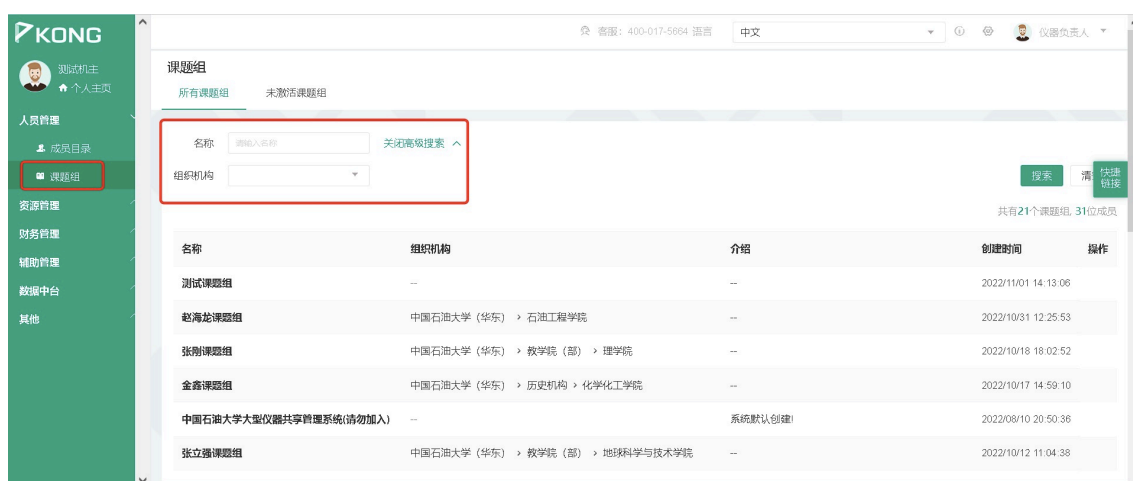 PKONG
客服：400-017-5664 语言 中文 仪器负责人
测试机主
个人主页
人员管理
成员目录
课题组
资源管理
财务管理
辅助管理
数据中台
其他
课题组
所有课题组 未激活课题组
名称 请输入名称 关闭高级搜索
组织机构
搜索 清
快捷
链接
共有21个课题组, 31位成员
名称 组织机构 介绍 创建时间 操作
测试课题组 -- -- 2022/11/01 14:13:06
赵海龙课题组 中国石油大学（华东） > 石油工程学院 -- 2022/10/31 12:25:53
张刚课题组 中国石油大学（华东） > 教学院（部） > 理学院 -- 2022/10/18 18:02:52
金鑫课题组 中国石油大学（华东） > 历史机构 > 化学化工学院 -- 2022/10/17 14:59:10
中国石油大学大型仪器共享管理系统(请勿加入) -- 系统默认创建! 2022/08/10 20:50:36
张立强课题组 中国石油大学（华东） > 教学院（部） > 地球科学与技术学院 -- 2022/10/12 11:04:38